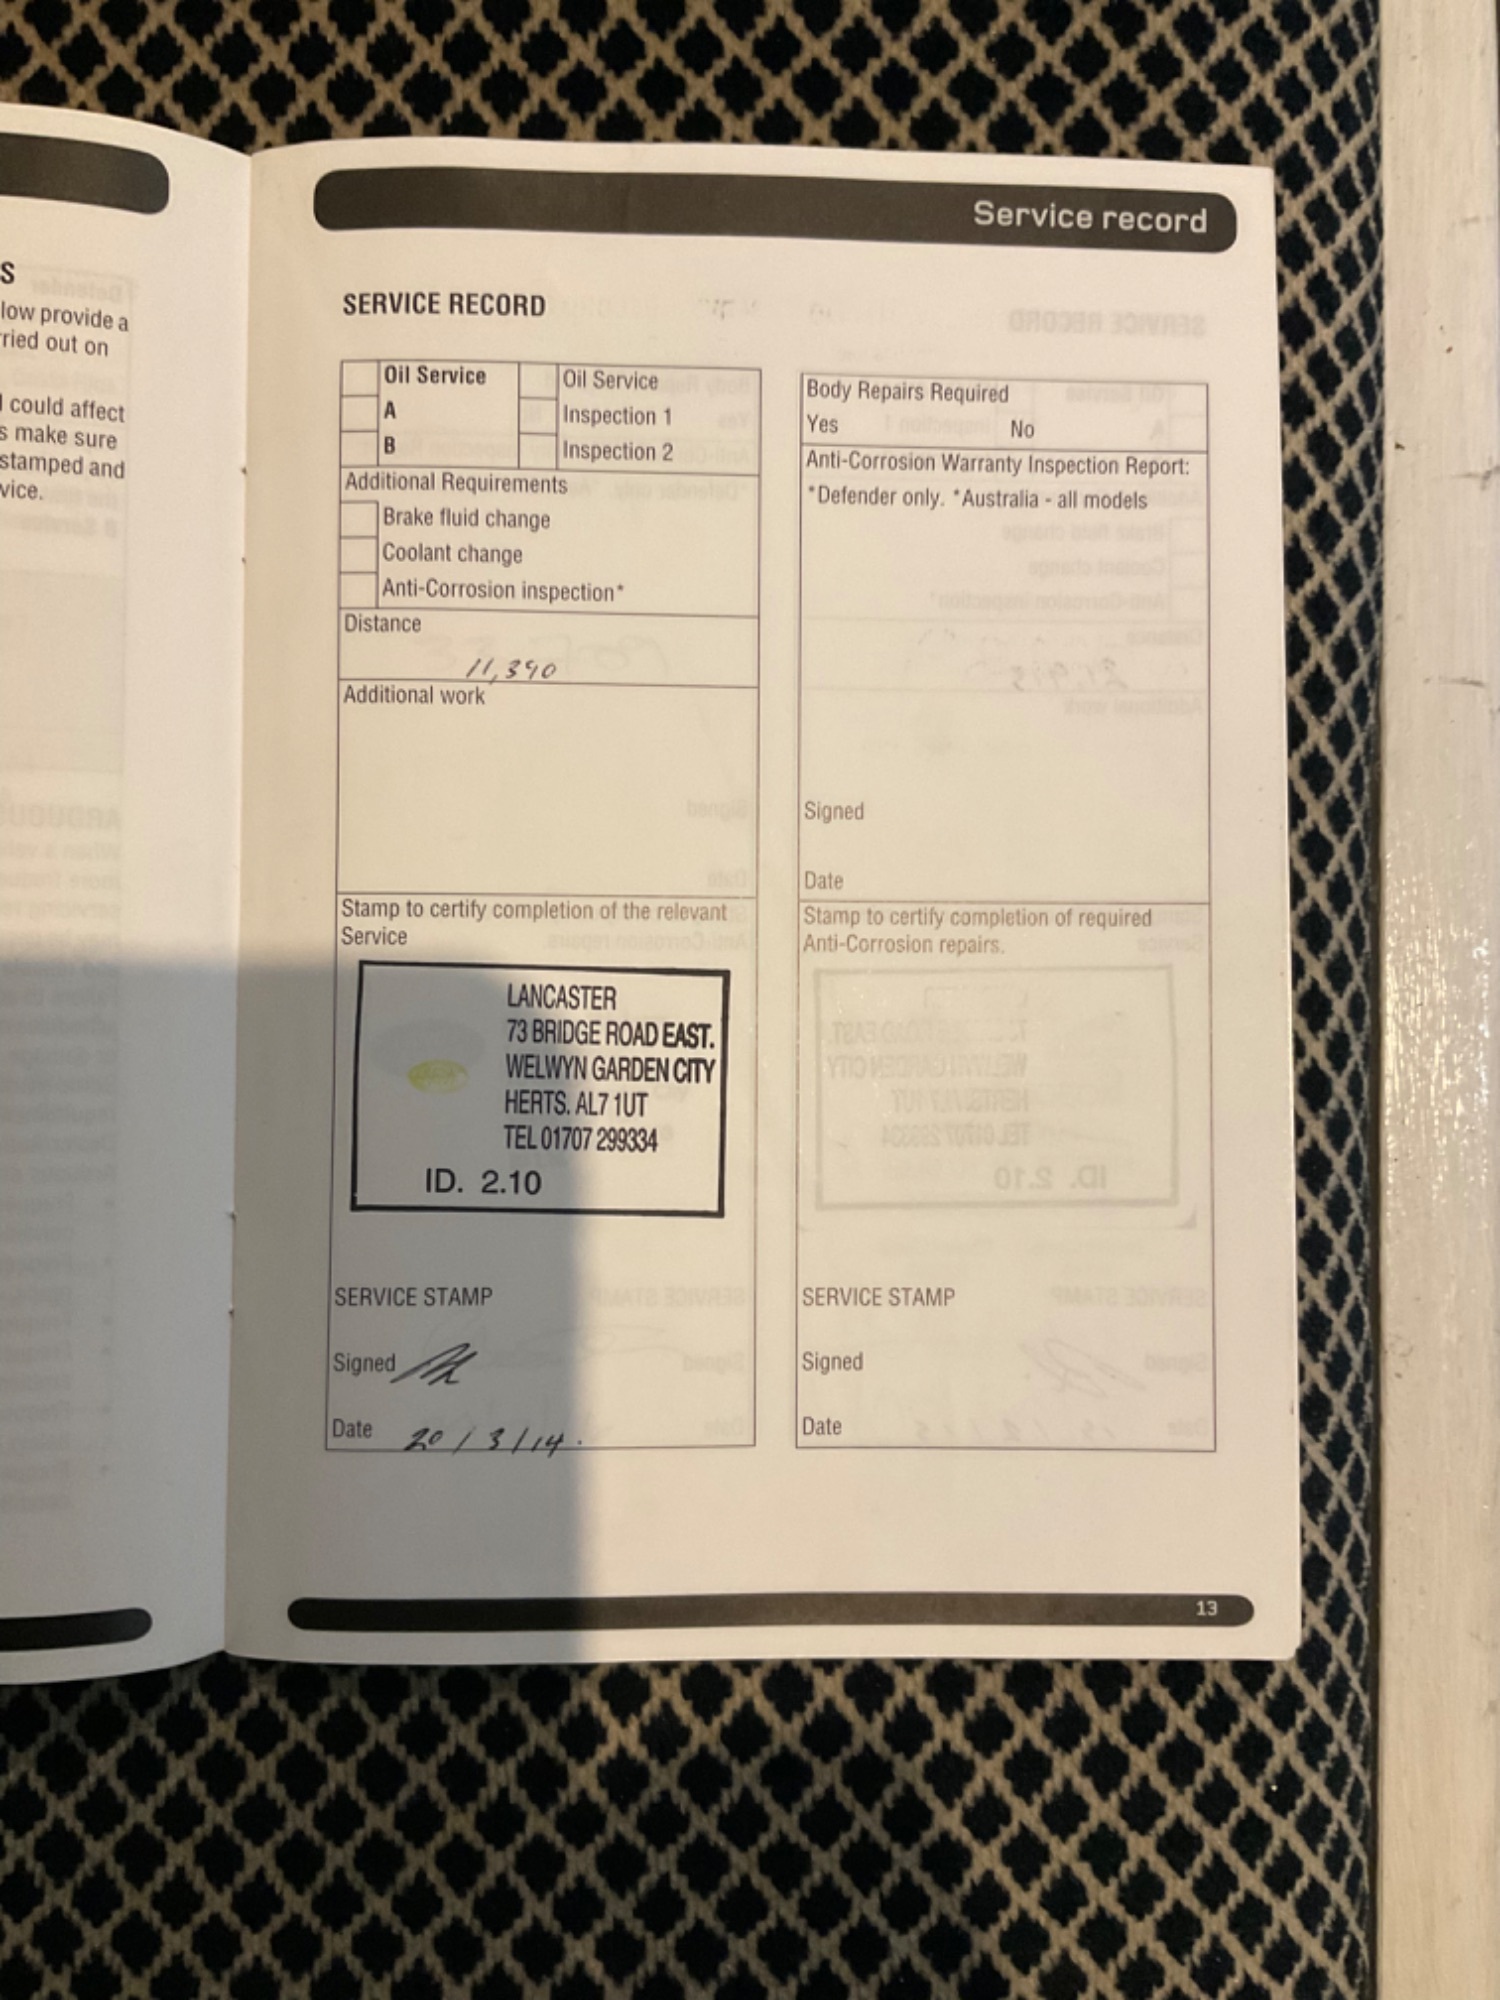 Service record
s
low provide a
ried out on
could affect
s make sure
stamped and
vice.
SERVICE RECORD
Oil Service
A
B
Oil Service
Inspection 1
Inspection 2
Additional Requirements
Brake fluid change
Coolant change
Anti-Corrosion inspection*
Distance
11,390
Additional work
Stamp to certify completion of the relevant
Service
LANCASTER
73 BRIDGE ROAD EAST.
WELWYN GARDEN CITY
HERTS. AL7 1UT
TEL 01707 299334
ID. 2.10
SERVICE STAMP
Signed
Date 20/3/14.
Body Repairs Required
Yes No
Anti-Corrosion Warranty Inspection Report:
*Defender only. *Australia - all models
Signed
Date
Stamp to certify completion of required
Anti-Corrosion repairs.
SERVICE STAMP
Signed
Date
13